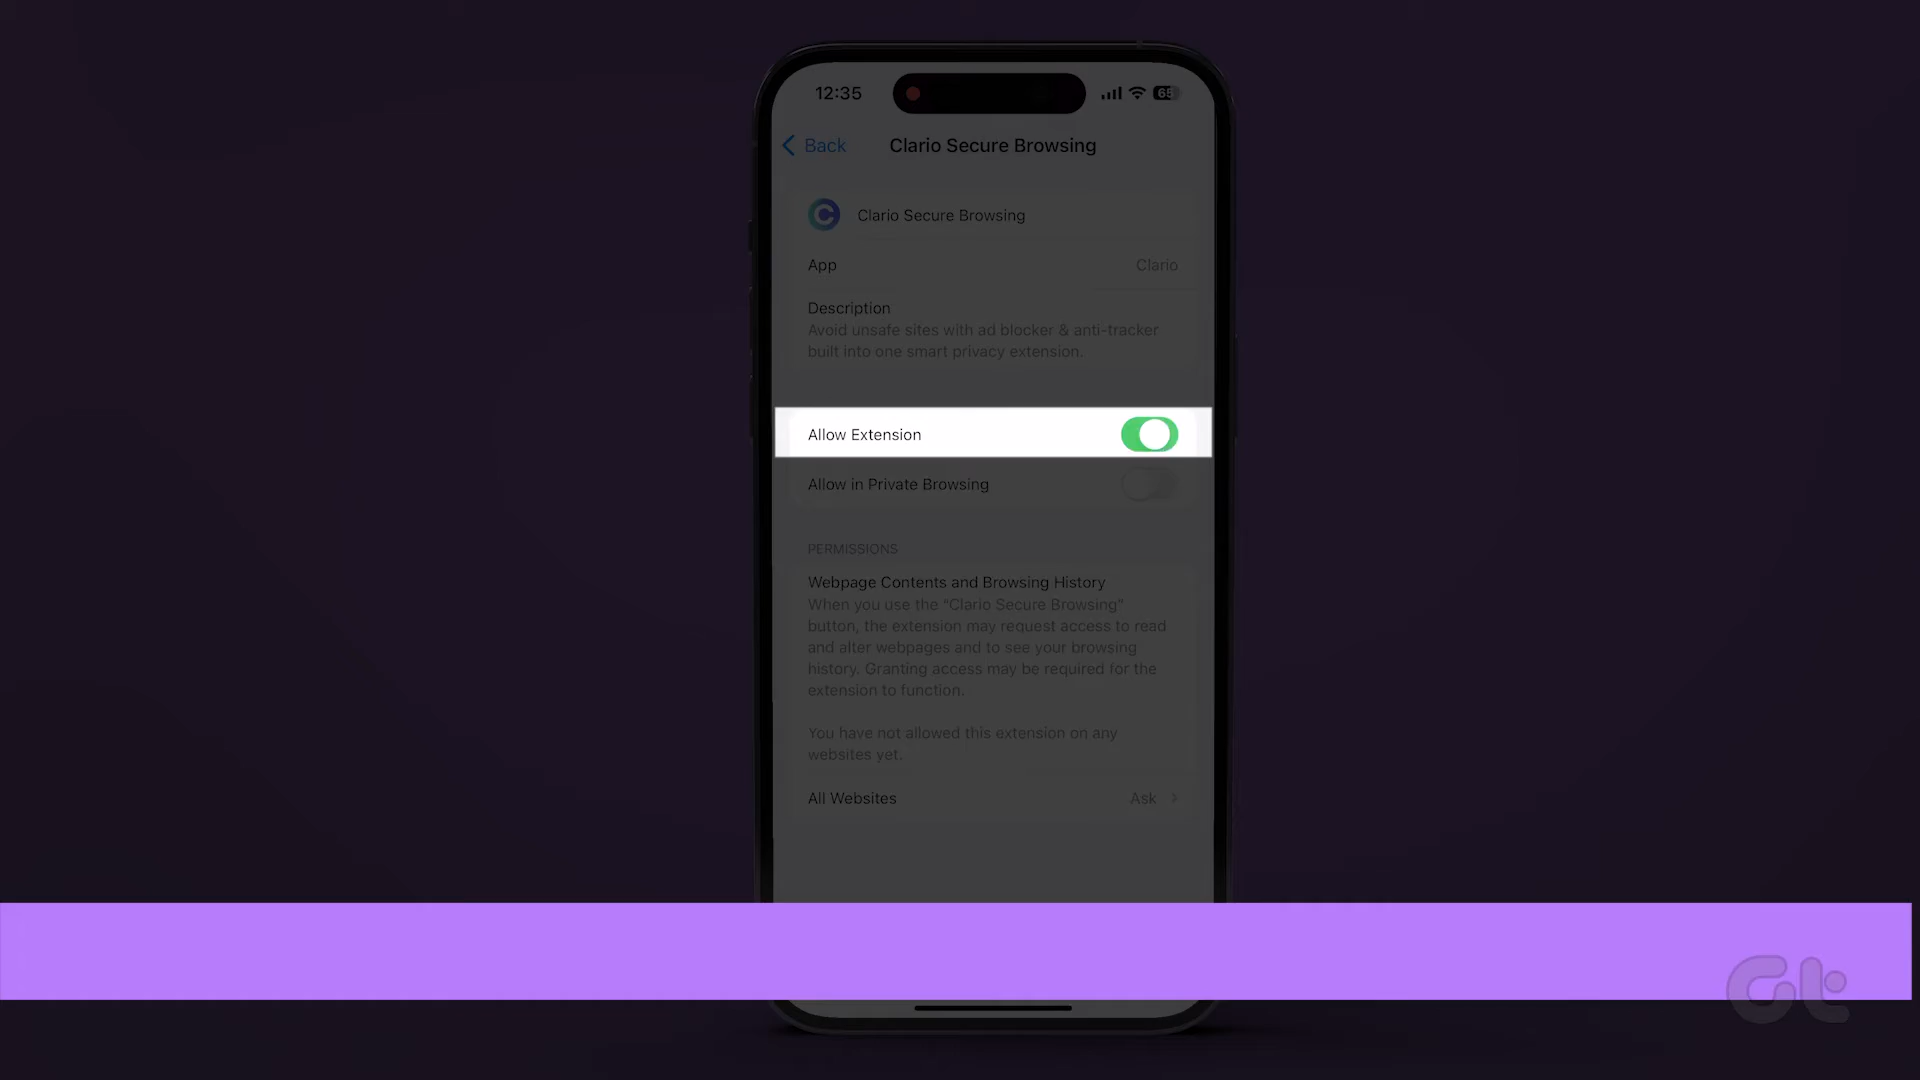 12:35
65
Back
Clario Secure Browsing
Clario Secure Browsing
App
Clario
Description
Avoid unsafe sites with ad blocker & anti-tracker
built into one smart privacy extension.
Allow Extension
Allow in Private Browsing
PERMISSIONS
Webpage Contents and Browsing History
When you use the “Clario Secure Browsing”
button, the extension may request access to read
and alter webpages and to see your browsing
history. Granting access may be required for the
extension to function.
You have not allowed this extension on any
websites yet.
All Websites
Ask
Gt